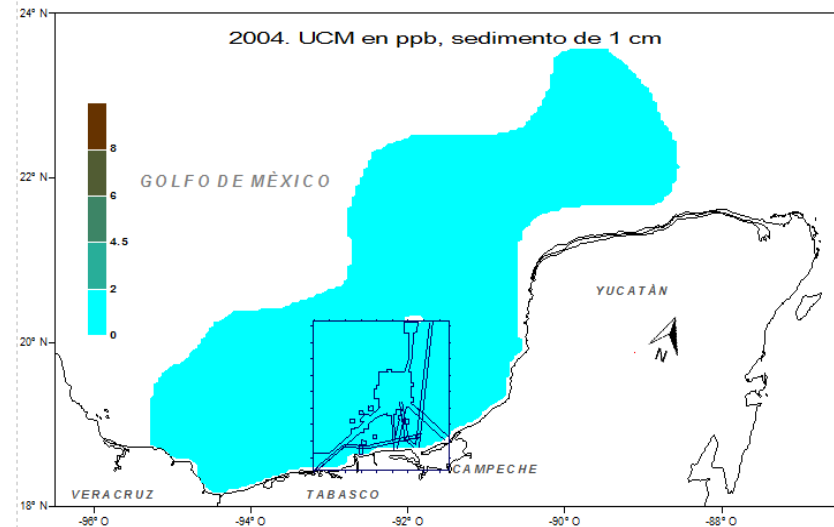 24° N
2004. UCM en ppb, sedimento de 1 cm
8
GOLFO DE MÈXICO
22° N
6
4.5
2
YUCATÀN
0
20° N
N
CAMPECHE
VERACRUZ
TABASCO
18° N
-96° O
-94° O
-92° O
-90° O
-88° O